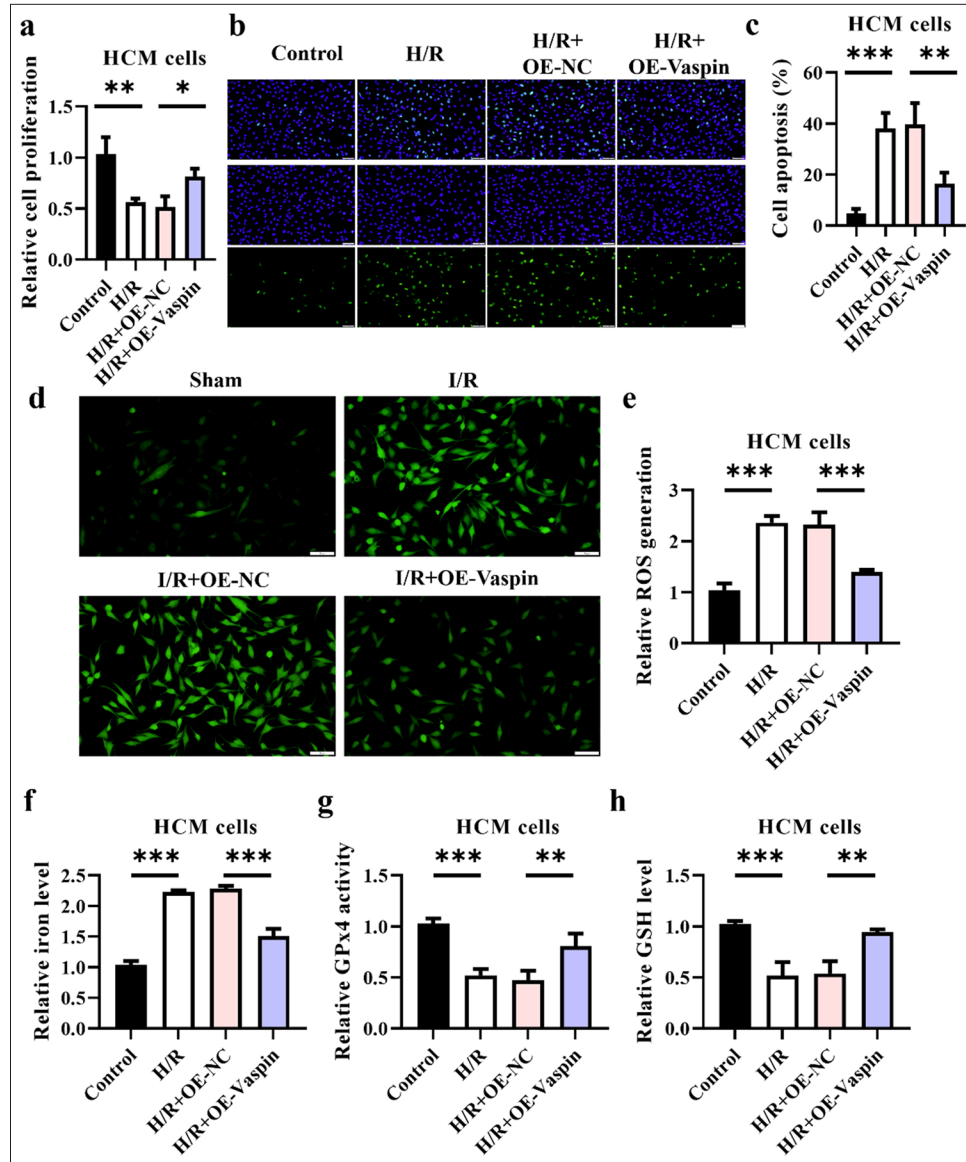 a
HCM cells
** *
Relative cell proliferation
1.5
1.0
0.5
0.0
Control
H/R
H/R+OE-NC
H/R+OE-Vaspin
b
Control
H/R
H/R+
OE-NC
H/R+
OE-Vaspin
c
HCM cells
*** **
Cell apoptosis (%)
60
40
20
0
Control
H/R
H/R+OE-NC
H/R+OE-Vaspin
d
Sham
I/R
I/R+OE-NC
I/R+OE-Vaspin
e
HCM cells
*** ***
Relative ROS generation
3
2
1
0
Control
H/R
H/R+OE-NC
H/R+OE-Vaspin
f
HCM cells
*** ***
Relative iron level
2.5
2.0
1.5
1.0
0.5
0.0
Control
H/R
H/R+OE-NC
H/R+OE-Vaspin
g
HCM cells
*** **
Relative GPx4 activity
1.5
1.0
0.5
0.0
Control
H/R
H/R+OE-NC
H/R+OE-Vaspin
h
HCM cells
*** **
Relative GSH level
1.5
1.0
0.5
0.0
Control
H/R
H/R+OE-NC
H/R+OE-Vaspin